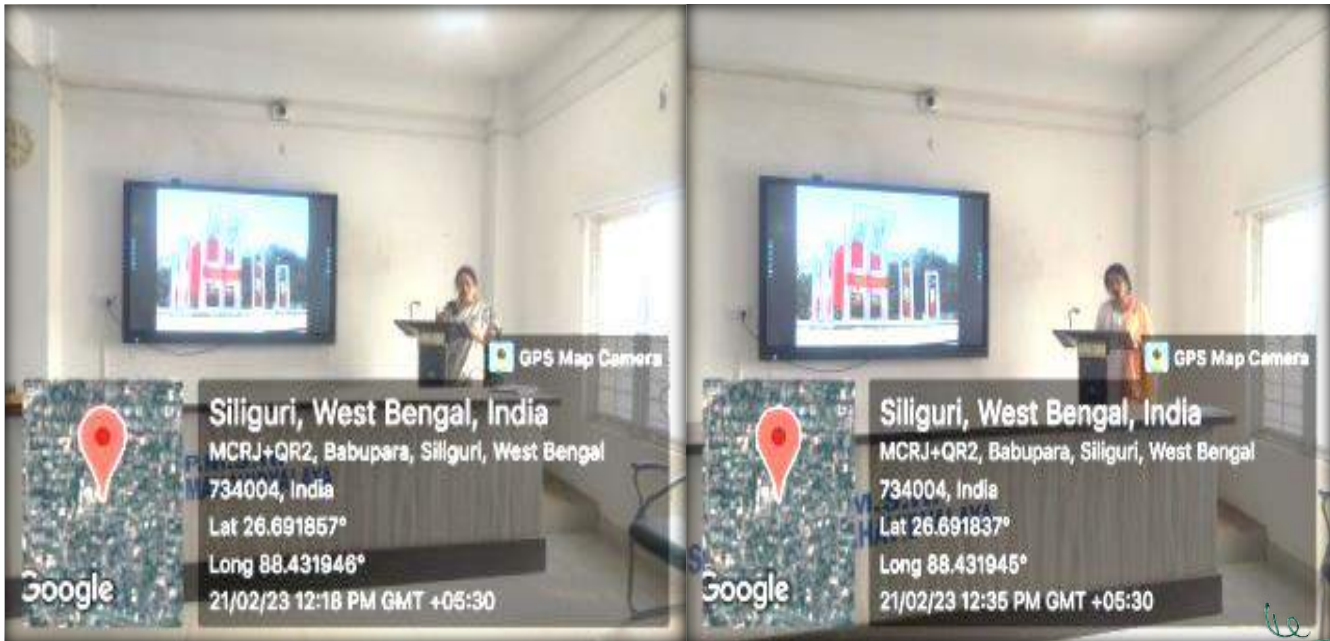 GPS Map Camera
Siliguri, West Bengal, India
MCRJ+QR2, Babupara, Siliguri, West Bengal
734004, India
Lat 26.691857°
Long 88.431946°
21/02/23 12:18 PM GMT +05:30
Google
GPS Map Camera
Siliguri, West Bengal, India
MCRJ+QR2, Babupara, Siliguri, West Bengal
734004, India
Lat 26.691837°
Long 88.431945°
21/02/23 12:35 PM GMT +05:30
Google